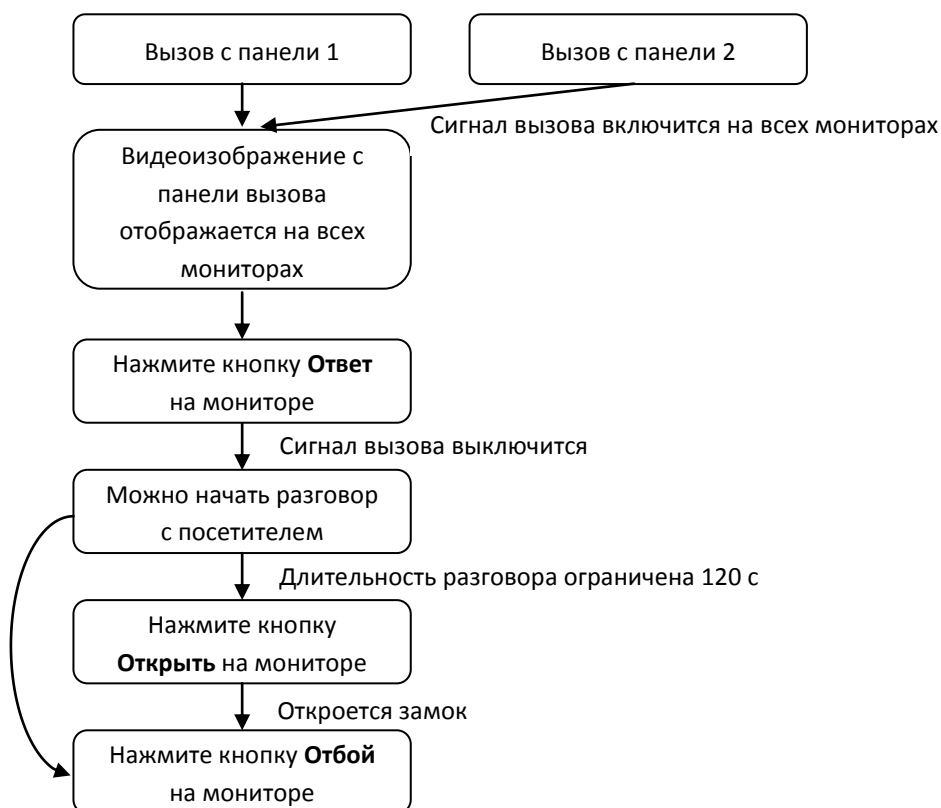 Вызов с панели 1
Вызов с панели 2
Сигнал вызова включится на всех мониторах
Видеоизображение с
панели вызова
отображается на всех
мониторах
Нажмите кнопку Ответ
на мониторе
Сигнал вызова выключится
Можно начать разговор
с посетителем
Длительность разговора ограничена 120 с
Нажмите кнопку
Открыть на мониторе
Откроется замок
Нажмите кнопку Отбой
на мониторе